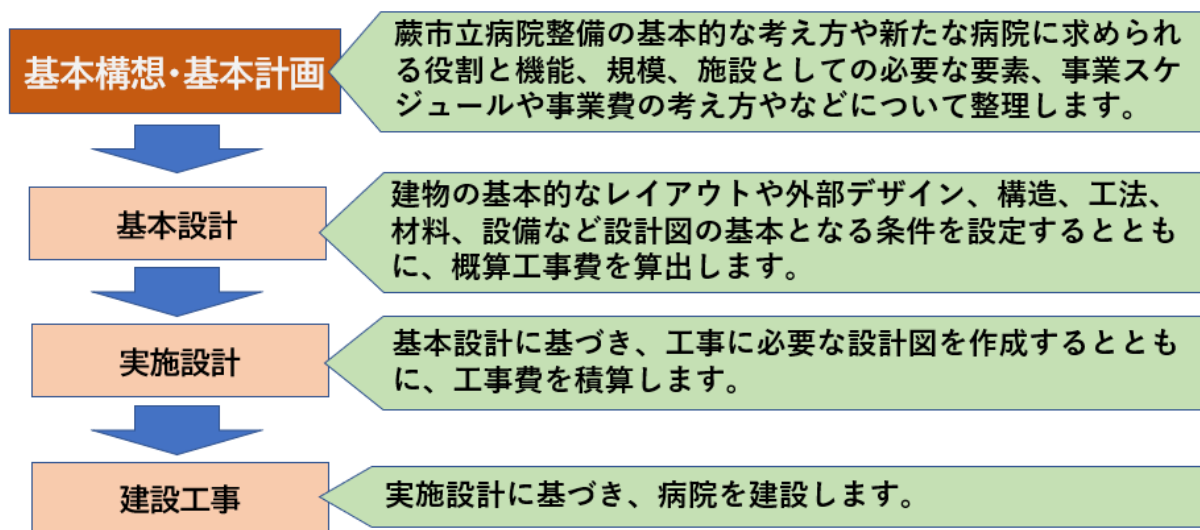 基本構想・基本計画
蕨市立病院整備の基本的な考え方や新たな病院に求められ
る役割と機能、規模、施設としての必要な要素、事業スケ
ジュールや事業費の考え方やなどについて整理します。
基本設計
建物の基本的なレイアウトや外部デザイン、構造、工法、
材料、設備など設計図の基本となる条件を設定するととも
に、概算工事費を算出します。
実施設計
基本設計に基づき、工事に必要な設計図を作成するととも
に、工事費を積算します。
建設工事
実施設計に基づき、病院を建設します。